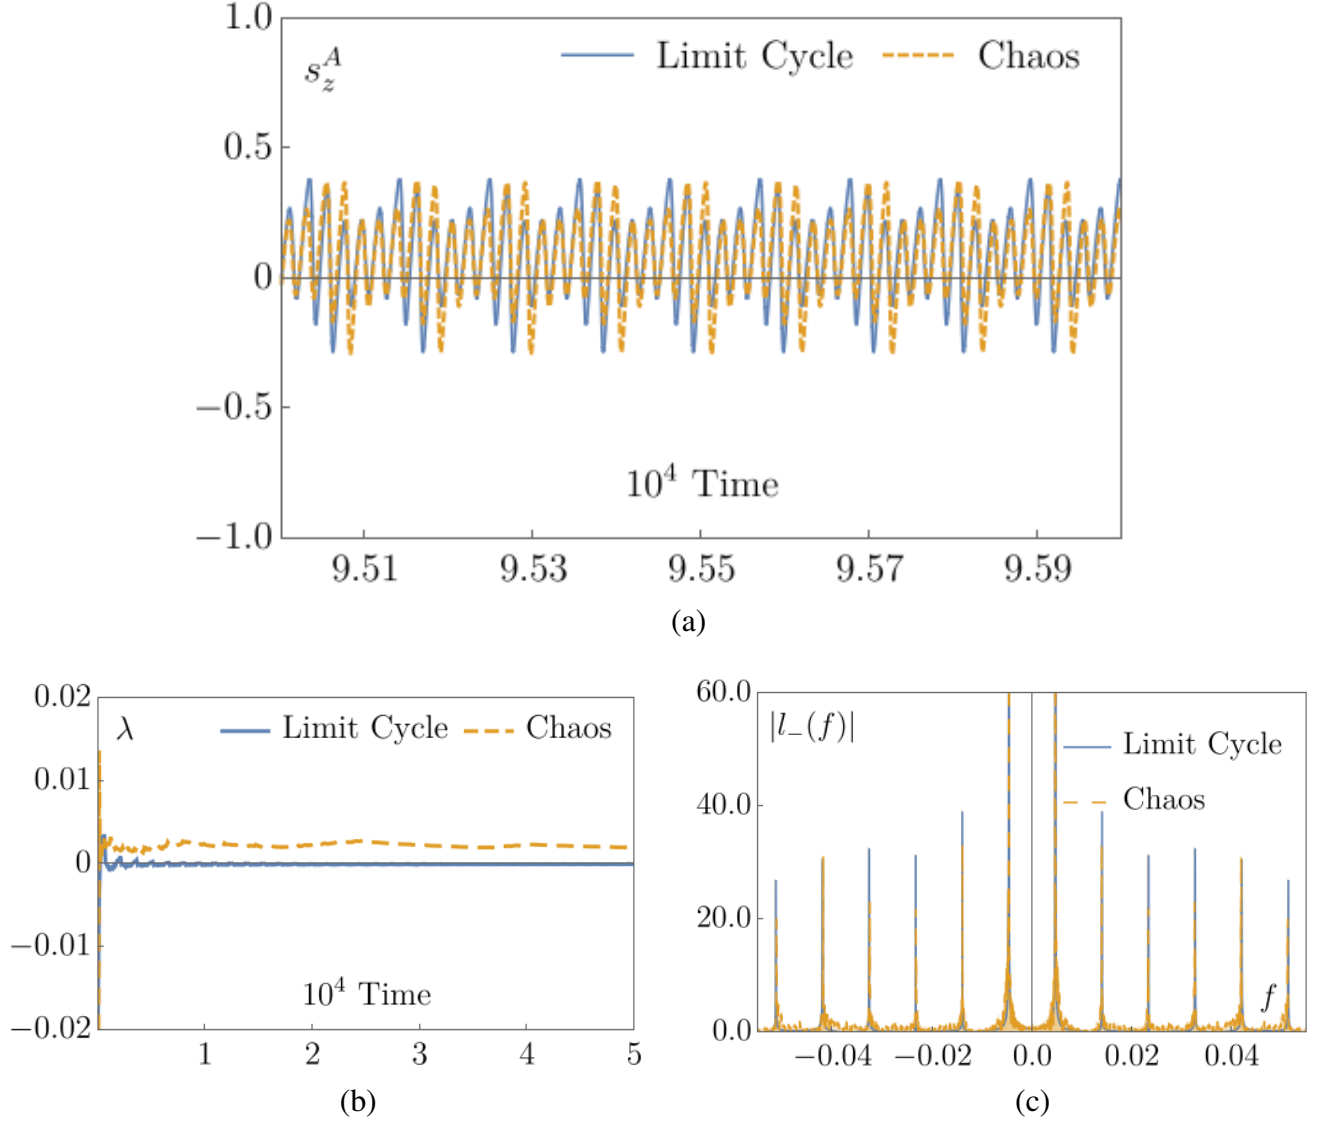 1.0
s_z^A
Limit Cycle
Chaos
0.5
0
−0.5
10^4 Time
−1.0
9.51 9.53 9.55 9.57 9.59
(a)
0.02
λ
Limit Cycle
Chaos
0.01
0
−0.01
10^4 Time
−0.02
1 2 3 4 5
(b)
60.0
|l_−(f)|
Limit Cycle
40.0
Chaos
20.0
f
0.0
−0.04 −0.02 0.0 0.02 0.04
(c)